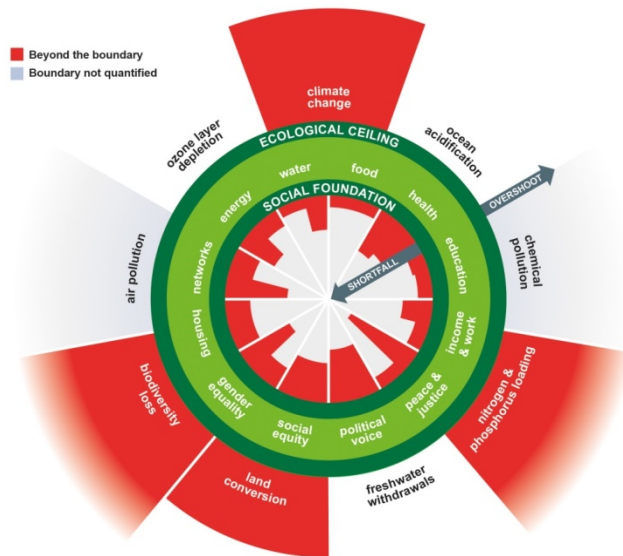 Beyond the boundary
Boundary not quantified
climate
change
ozone layer
depletion
ocean
acidification
ECOLOGICAL CEILING
OVERSHOOT
water
food
energy
health
SOCIAL FOUNDATION
networks
education
SHORTFALL
air pollution
chemical
pollution
housing
income
& work
gender
equality
peace &
justice
social
equity
political
voice
biodiversity
loss
nitrogen &
phosphorus loading
land
conversion
freshwater
withdrawals